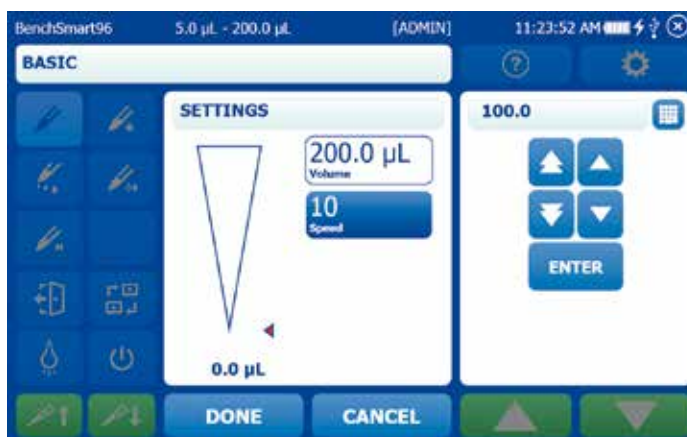 BenchSmart96 5.0 µL - 200.0 µL [ADMIN] 11:23:52 AM
BASIC
SETTINGS
200.0 µL
Volume
10
Speed
0.0 µL
100.0
ENTER
DONE CANCEL